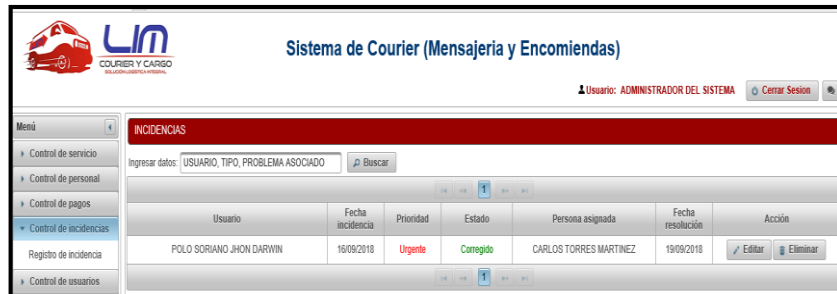 LIM
COURIER Y CARGO
SOLUCION LOGISTICA INTEGRAL
Sistema de Courier (Mensajeria y Encomiendas)
Usuario: ADMINISTRADOR DEL SISTEMA
Cerrar Sesion
Menú
INCIDENCIAS
Control de servicio
Control de personal
Control de pagos
Control de incidencias
Registro de incidencia
Control de usuarios
Ingresar datos: USUARIO, TIPO, PROBLEMA ASOCIADO Buscar
1
Usuario Fecha incidencia Prioridad Estado Persona asignada Fecha resolución Acción
POLO SORIANO JHON DARWIN 16/09/2018 Urgente Corregido CARLOS TORRES MARTINEZ 19/09/2018 Editar Eliminar
1